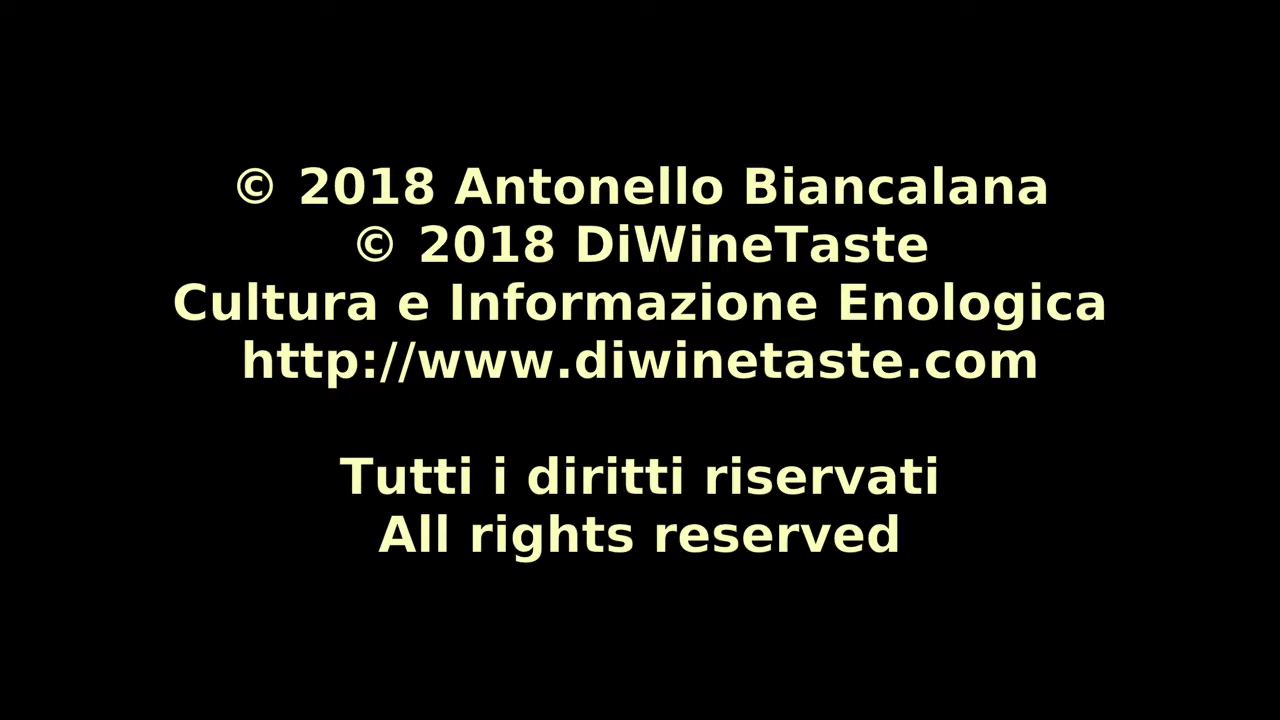 © 2018 Antonello Biancalana
© 2018 DiWineTaste
Cultura e Informazione Enologica
http://www.diwinetaste.com
Tutti i diritti riservati
All rights reserved